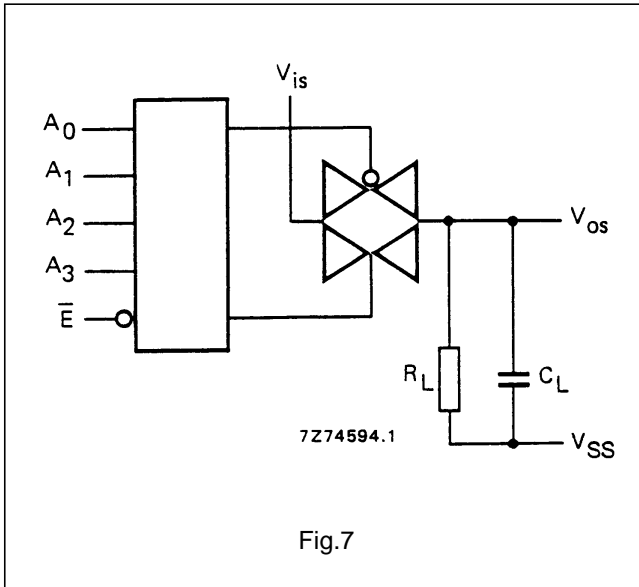 V_is
A_0
A_1
A_2
A_3
E̅
V_os
R_L
C_L
7Z74594.1
V_SS
Fig.7